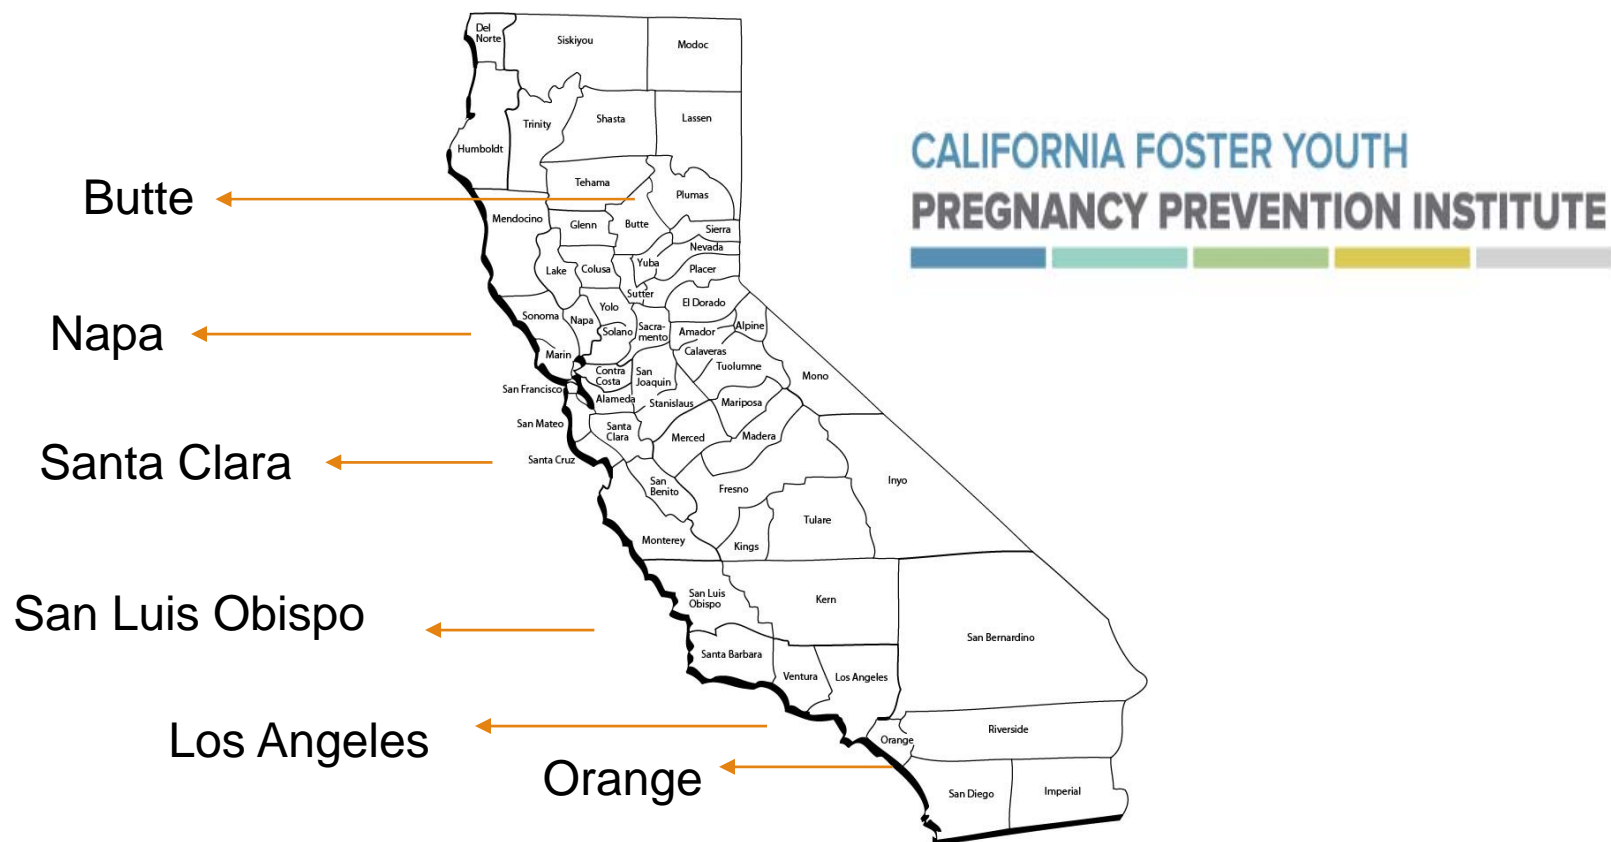 Del
Norte
Siskiyou
Modoc
Humboldt
Trinity
Shasta
Lassen
CALIFORNIA FOSTER YOUTH
PREGNANCY PREVENTION INSTITUTE
Butte
Tehama
Plumas
Mendocino
Glenn
Butte
Sierra
Nevada
Yuba
Placer
Lake
Colusa
Sutter
El Dorado
Napa
Sonoma
Napa
Yolo
Solano
Sacra-
mento
Amador
Alpine
Marin
Calaveras
Tuolumne
Mono
Contra
Costa
San
Joaquin
San Francisco
Alameda
Stanislaus
Mariposa
San Mateo
Santa
Clara
Merced
Madera
Santa Clara
Santa Cruz
San
Benito
Fresno
Inyo
Tulare
Monterey
Kings
San Luis Obispo
San Luis
Obispo
Kern
San Bernardino
Santa Barbara
Ventura
Los Angeles
Los Angeles
Orange
Riverside
Orange
San Diego
Imperial